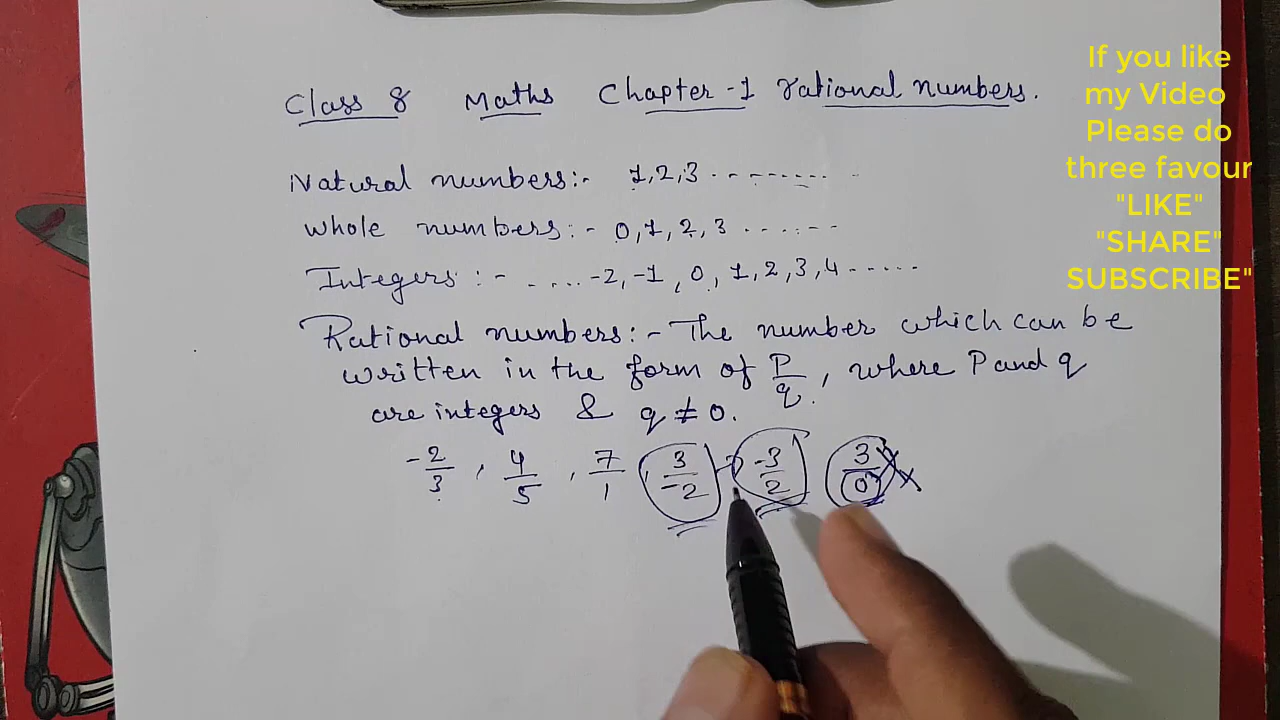 Class 8 Maths Chapter-1 rational numbers.
Natural numbers:- 1,2,3.........
Whole numbers:- 0,1,2,3......
Integers:- .....-2,-1,0,1,2,3,4......
Rational numbers:- The number which can be
written in the form of P/q, where P and q
are integers & q ≠ 0.
-2/3, 4/5, 7/1, 3/-2 -3/2 3/0
If you like
my Video
Please do
three favour
"LIKE"
"SHARE"
SUBSCRIBE"